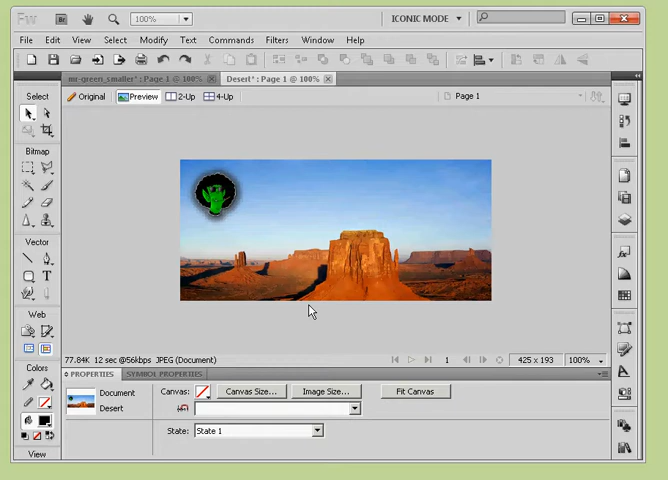 Fw Br 100% ICONIC MODE
File Edit View Select Modify Text Commands Filters Window Help
mr-green_smaller* : Page 1 @ 100% Desert* : Page 1 @ 100%
Select Original Preview 2-Up 4-Up Page 1
Bitmap
Vector
T
Web
Colors
77.84K 12 sec @56kbps JPEG (Document) 1 425 x 193 100%
PROPERTIES SYMBOL PROPERTIES
Document Canvas: Canvas Size... Image Size... Fit Canvas
Desert
State: State 1
View